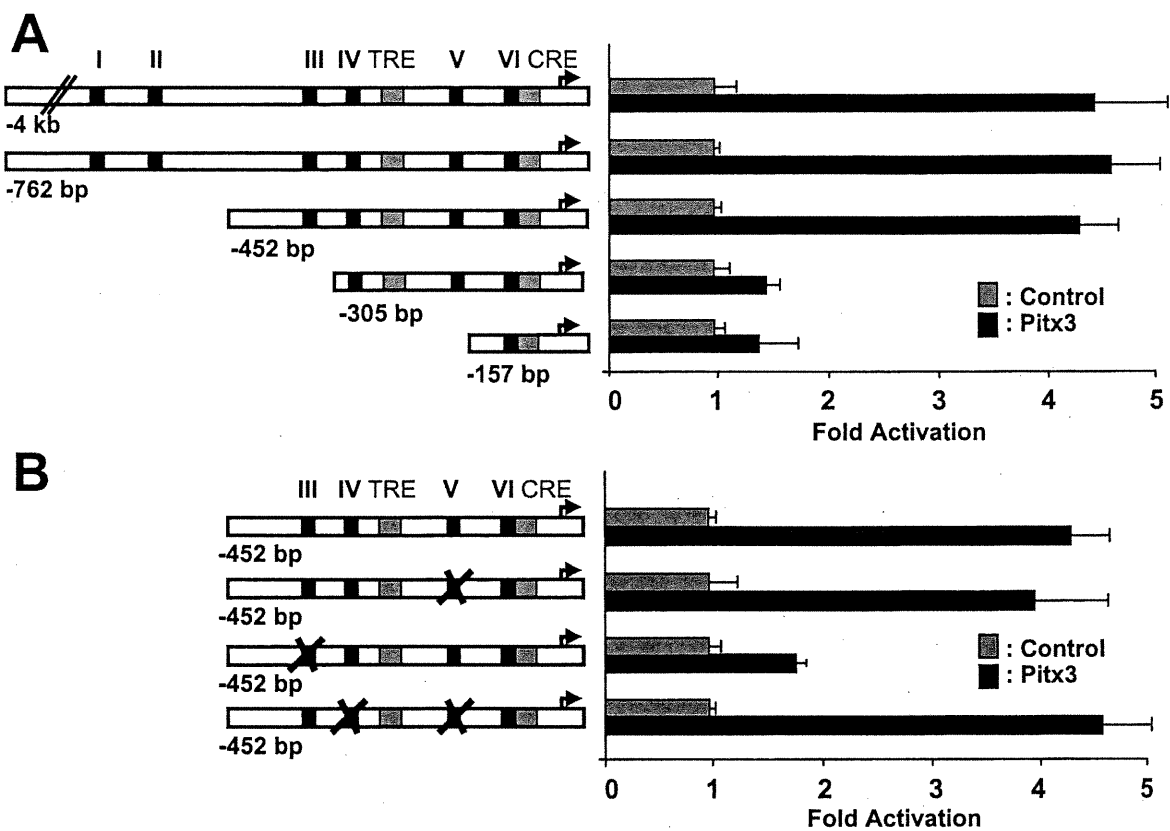 A
I II III IV TRE V VI CRE
-4 kb
-762 bp
-452 bp
-305 bp
-157 bp
: Control
: Pitx3
0 1 2 3 4 5
Fold Activation
B
III IV TRE V VI CRE
-452 bp
-452 bp
-452 bp
-452 bp
: Control
: Pitx3
0 1 2 3 4 5
Fold Activation